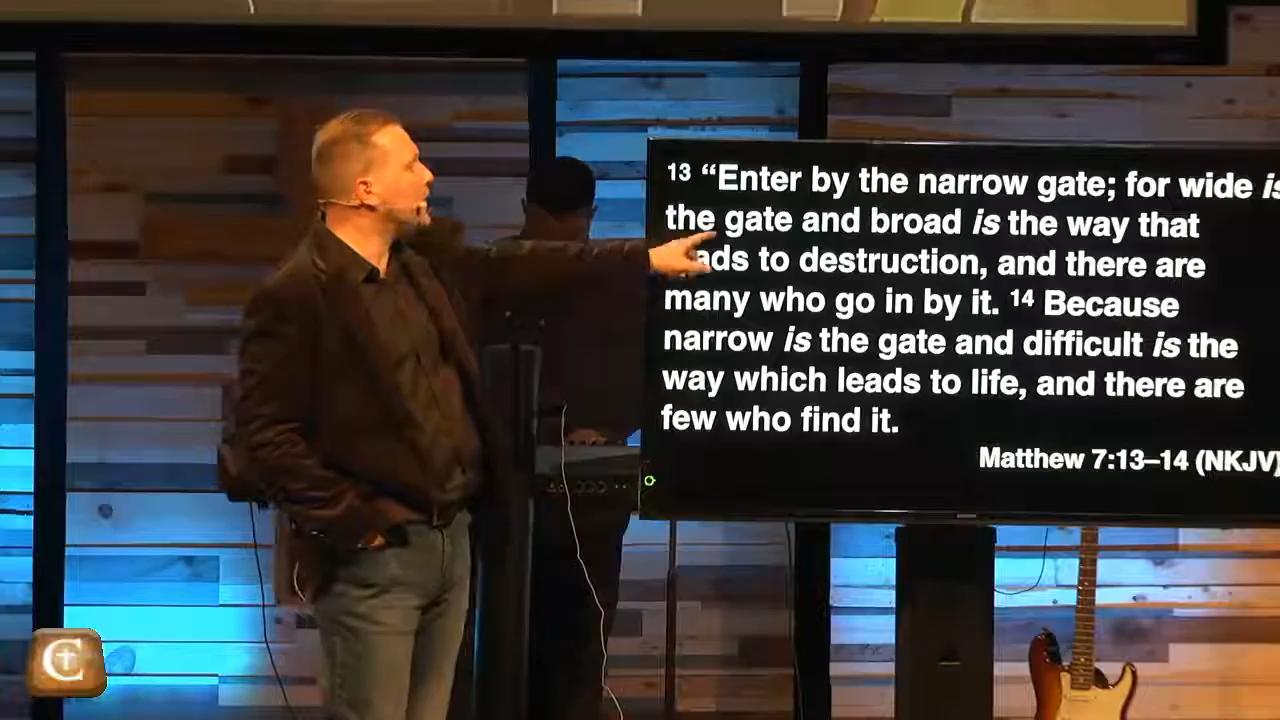 13 “Enter by the narrow gate; for wide is
the gate and broad is the way that
to destruction, and there are
many who go in by it. 14 Because
narrow is the gate and difficult is the
way which leads to life, and there are
few who find it.
Matthew 7:13–14 (NKJV)
C